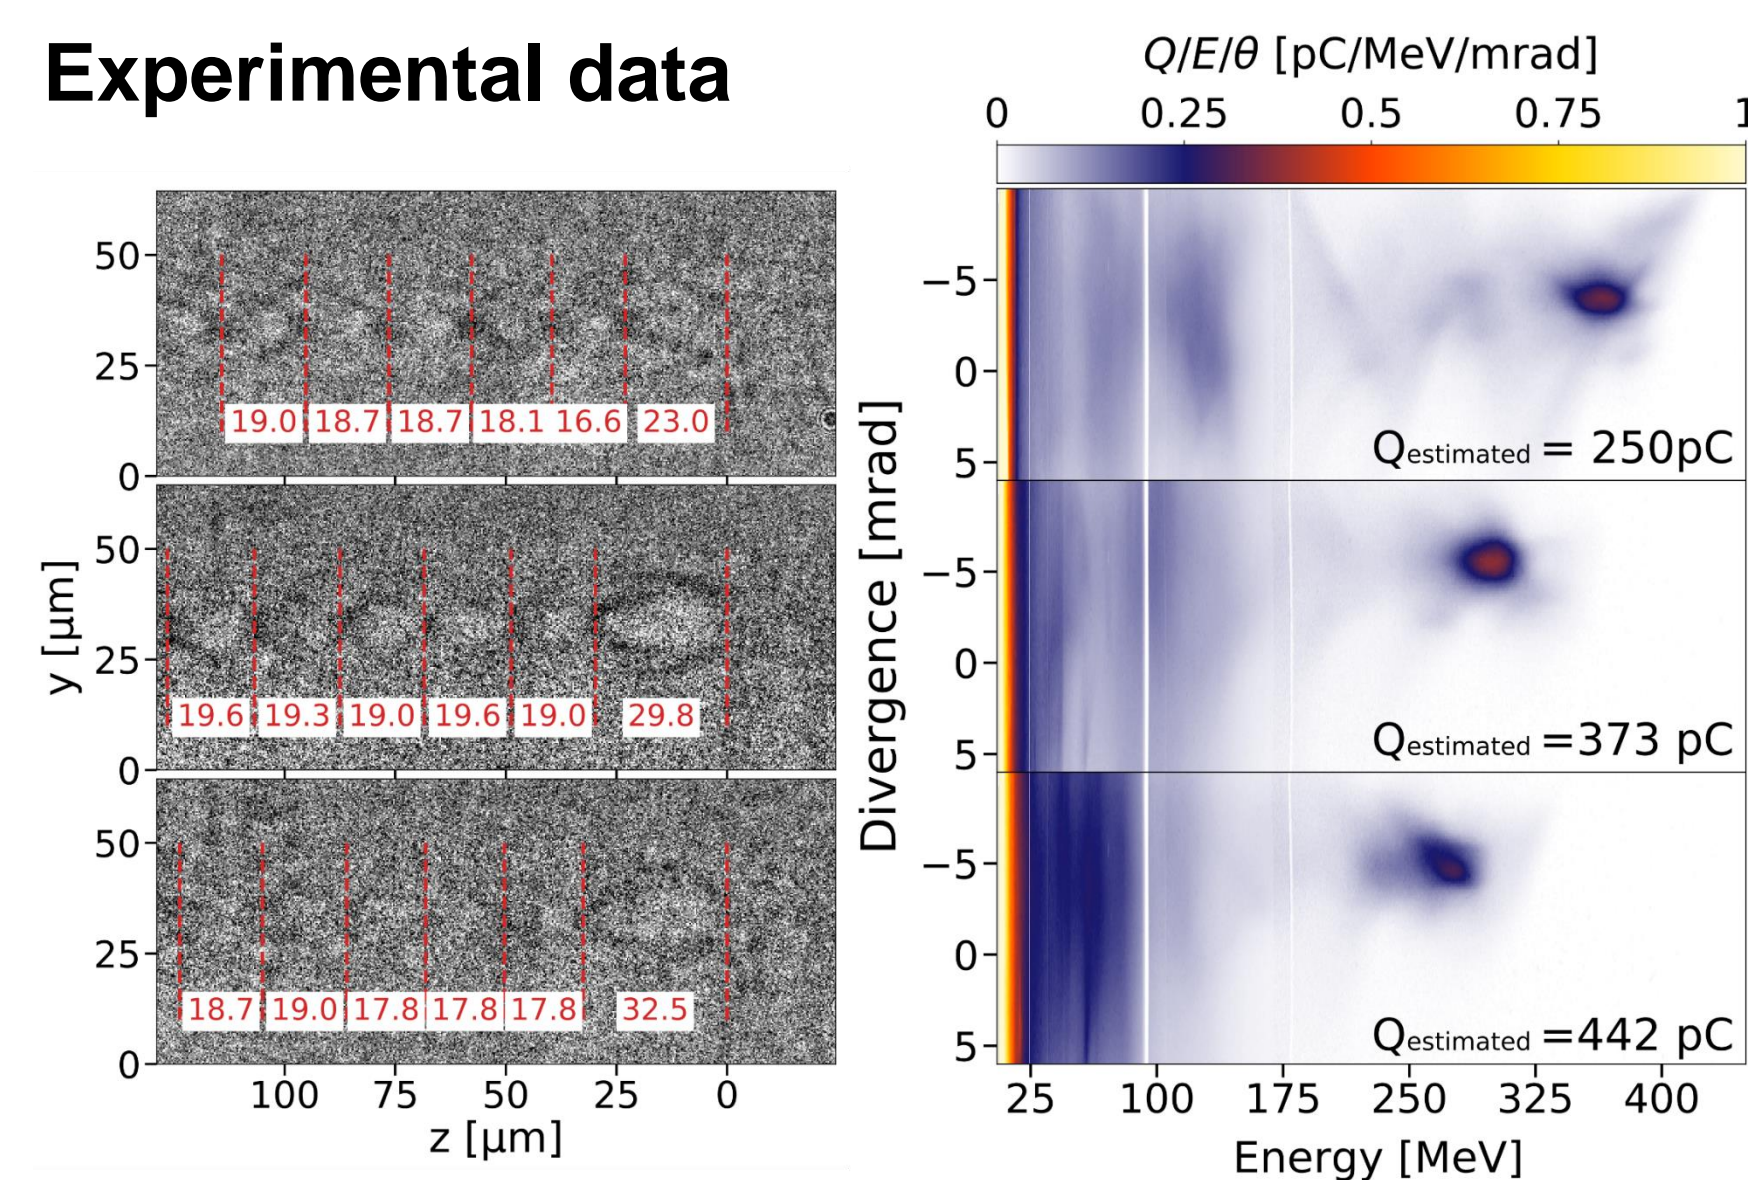 Experimental data
Q/E/θ [pC/MeV/mrad]
0 0.25 0.5 0.75 1
y [μm]
50
25
0
19.0 18.7 18.7 18.1 16.6 23.0
50
25
0
19.6 19.3 19.0 19.6 19.0 29.8
50
25
0
18.7 19.0 17.8 17.8 17.8 32.5
100 75 50 25 0
z [μm]
Divergence [mrad]
−5
0
5
Qestimated = 250pC
−5
0
5
Qestimated =373 pC
−5
0
5
Qestimated =442 pC
25 100 175 250 325 400
Energy [MeV]